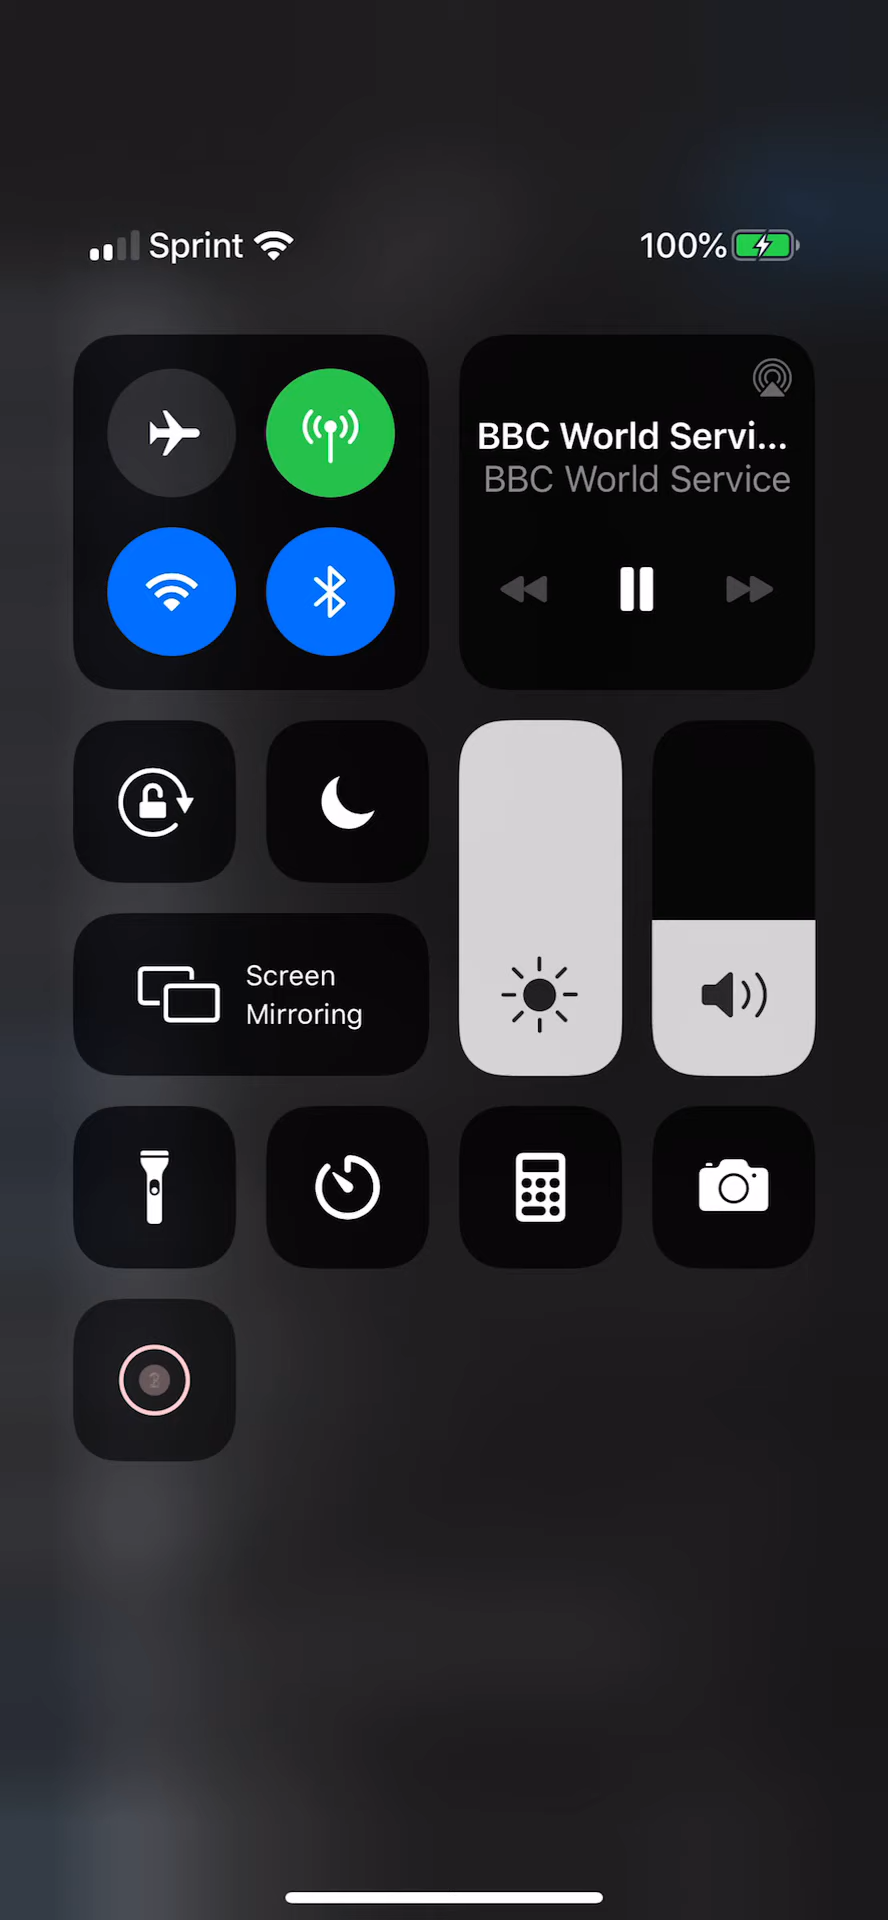 Sprint
100%
BBC World Servi...
BBC World Service
Screen
Mirroring